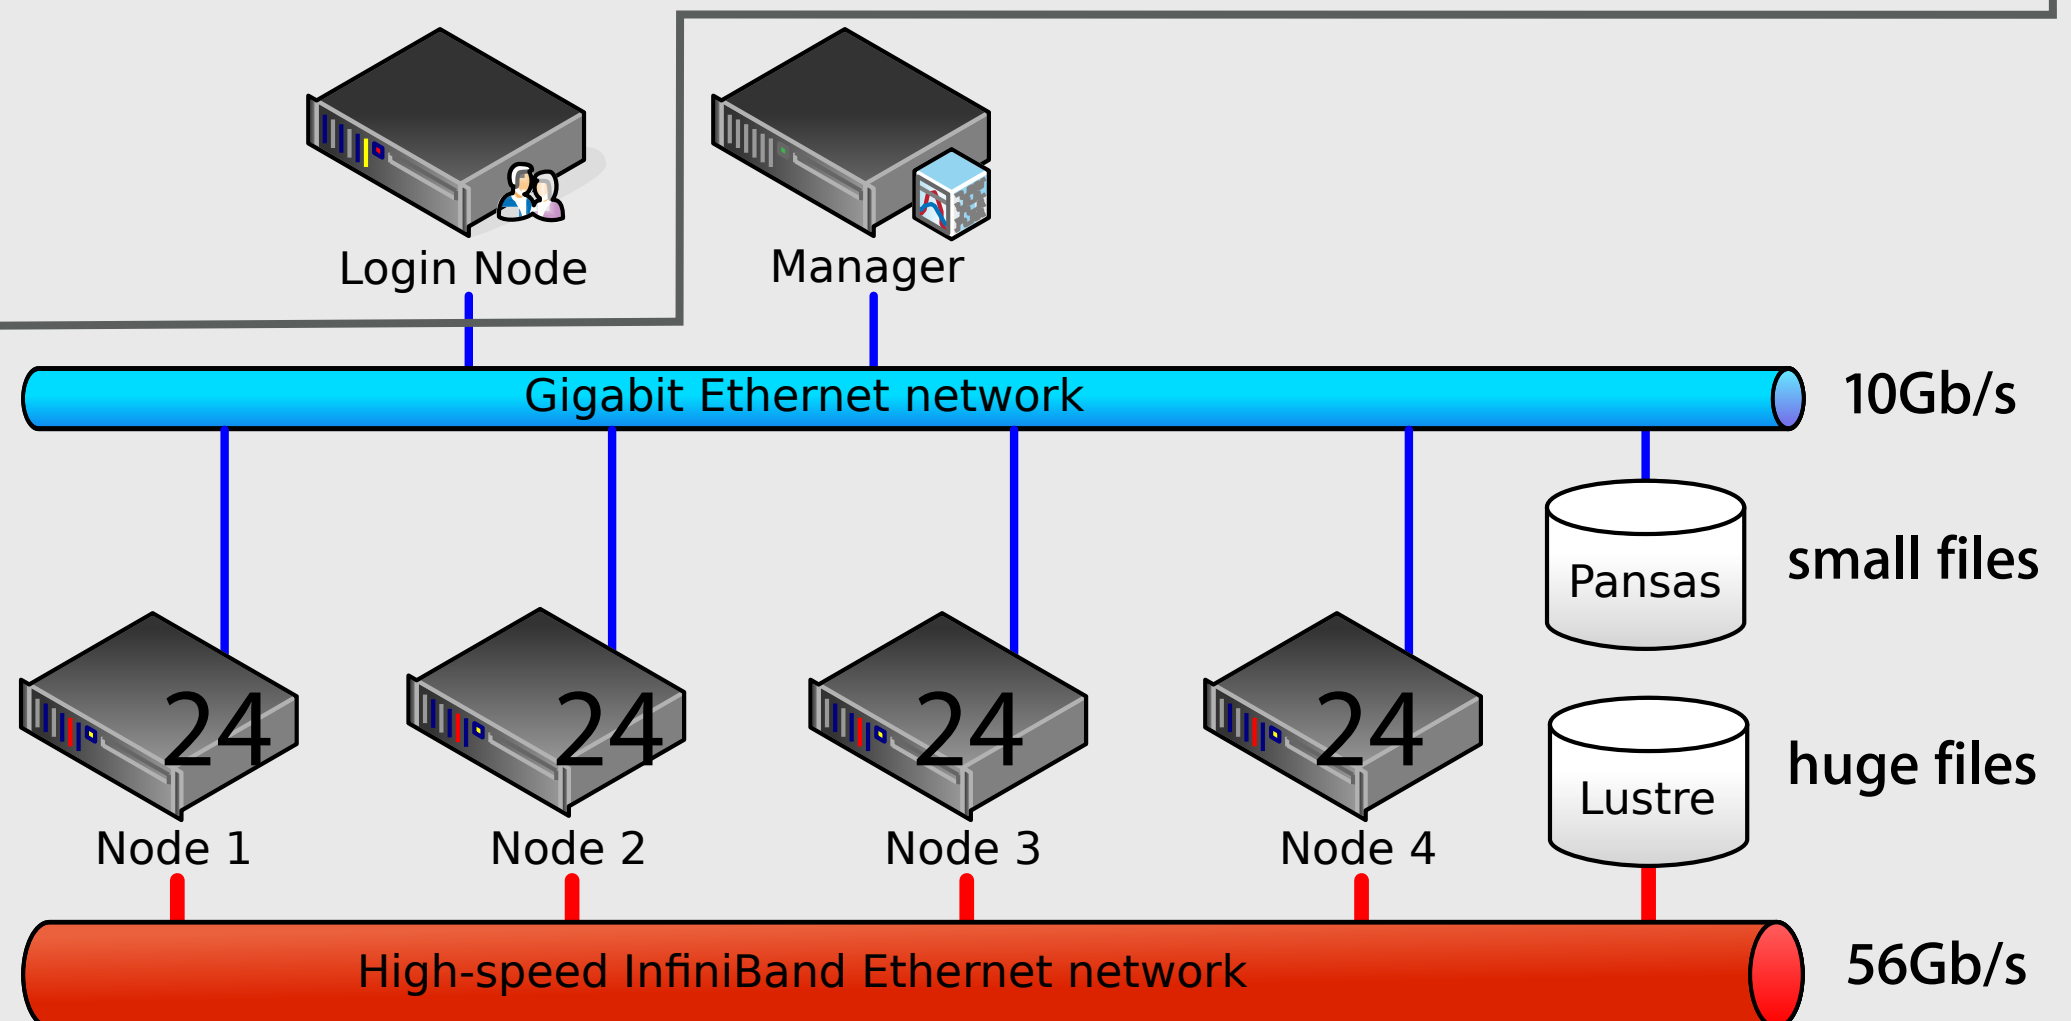 Login Node
Manager
Gigabit Ethernet network
10Gb/s
Pansas
small files
24
24
24
24
Lustre
huge files
Node 1
Node 2
Node 3
Node 4
High-speed InfiniBand Ethernet network
56Gb/s